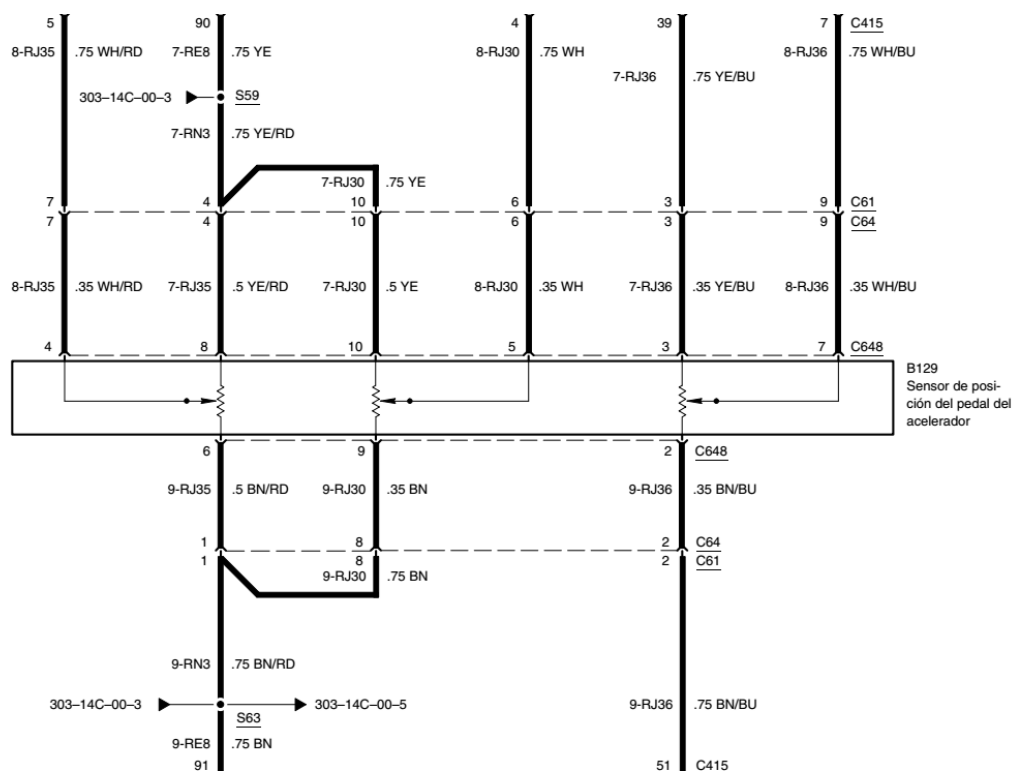 5 90 4 39 7 C415
8-RJ35 .75 WH/RD 7-RE8 .75 YE 8-RJ30 .75 WH 8-RJ36 .75 WH/BU
7-RJ36 .75 YE/BU
303–14C–00–3 S59
7-RN3 .75 YE/RD
7-RJ30 .75 YE
7 4 10 6 3 9 C61
7 4 10 6 3 9 C64
8-RJ35 .35 WH/RD 7-RJ35 .5 YE/RD 7-RJ30 .5 YE 8-RJ30 .35 WH 7-RJ36 .35 YE/BU 8-RJ36 .35 WH/BU
4 8 10 5 3 7 C648
B129
Sensor de posi-
ción del pedal del
acelerador
6 9 2 C648
9-RJ35 .5 BN/RD 9-RJ30 .35 BN 9-RJ36 .35 BN/BU
1 8 2 C64
1 8 2 C61
9-RJ30 .75 BN
9-RN3 .75 BN/RD
303–14C–00–3 303–14C–00–5 9-RJ36 .75 BN/BU
S63
9-RE8 .75 BN
91 51 C415